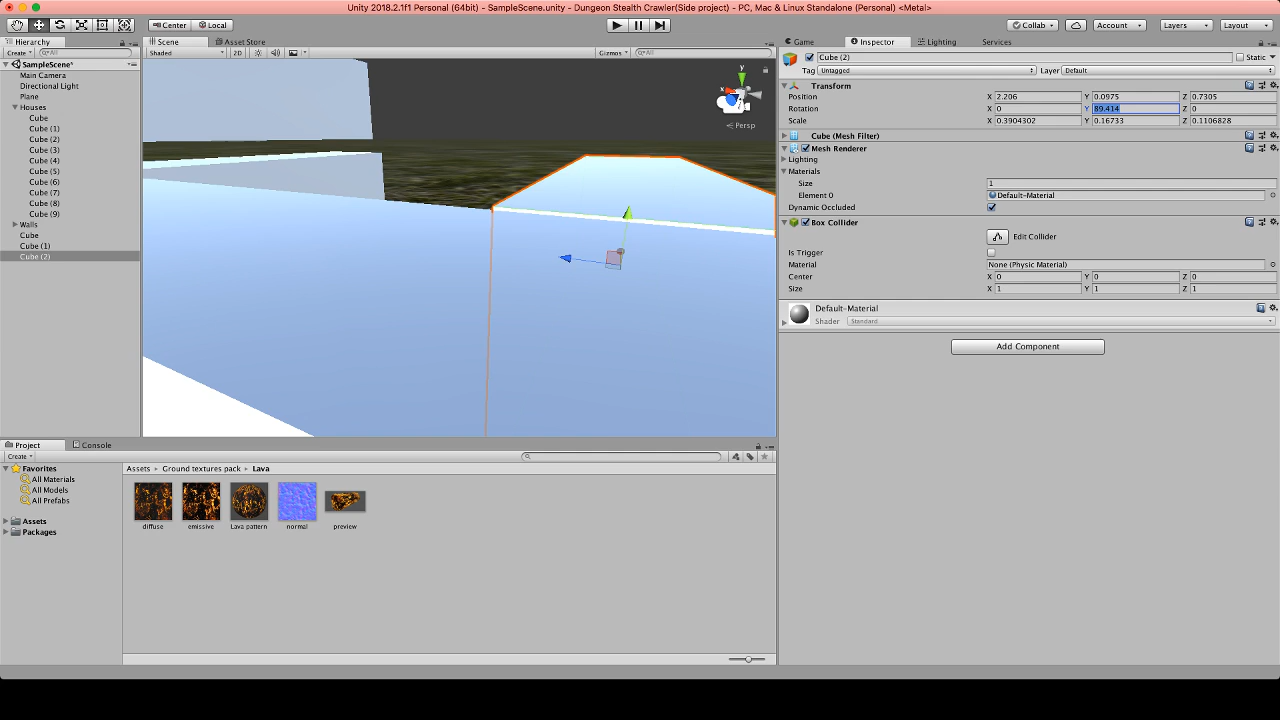 Unity 2018.2.1f1 Personal (64bit) - SampleScene.unity - Dungeon Stealth Crawler(Side project) - PC, Mac & Linux Standalone (Personal) <Metal>
Center Local Collab Account Layers Layout
Hierarchy Scene Asset Store Game Inspector Lighting Services
Create All Shaded 2D Gizmos All Cube (2) Static
SampleScene*
Main Camera
Directional Light
Plane
Houses
Cube
Cube (1)
Cube (2)
Cube (3)
Cube (4)
Cube (5)
Cube (6)
Cube (7)
Cube (8)
Cube (9)
Walls
Cube
Cube (1)
Cube (2)
y
x
Persp
Tag Untagged Layer Default
Transform
Position X 2.206 Y 0.0975 Z 0.7305
Rotation X 0 Y 89.414 Z 0
Scale X 0.3904302 Y 0.16733 Z 0.1106828
Cube (Mesh Filter)
Mesh Renderer
Lighting
Materials
Size 1
Element 0 Default-Material
Dynamic Occluded
Box Collider
Edit Collider
Is Trigger
Material None (Physic Material)
Center X 0 Y 0 Z 0
Size X 1 Y 1 Z 1
Default-Material
Shader Standard
Add Component
Project Console
Create
Favorites
All Materials
All Models
All Prefabs
Assets
Packages
Assets Ground textures pack Lava
diffuse emissive Lava pattern normal preview